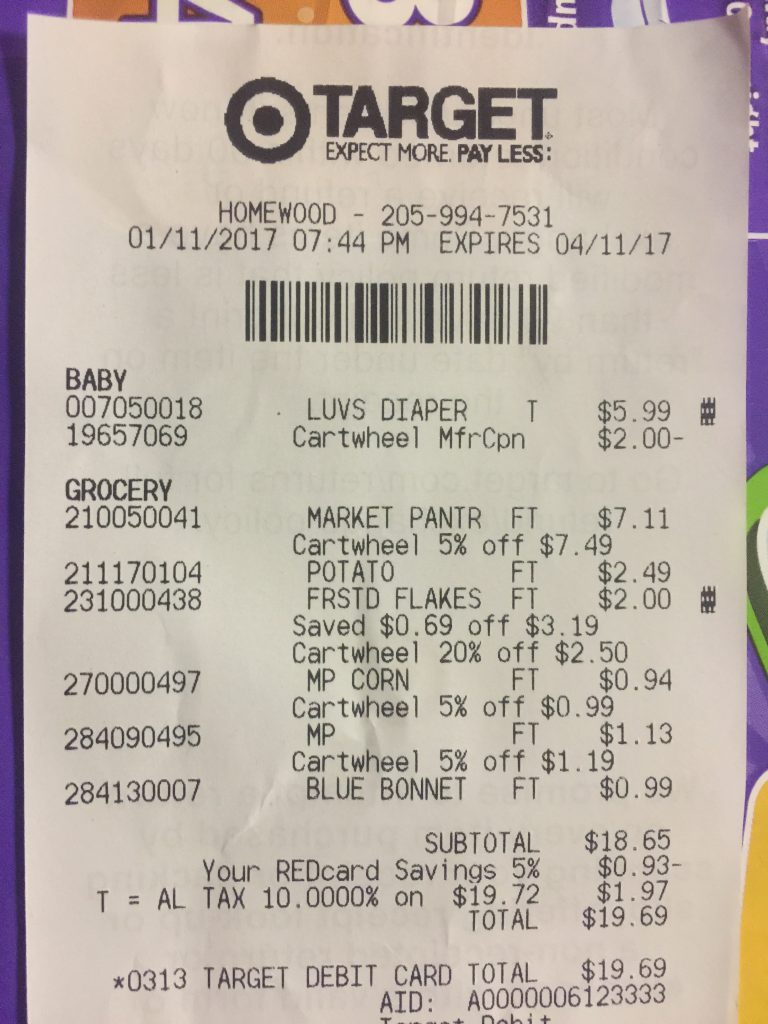 TARGET
EXPECT MORE. PAY LESS:
HOMEWOOD - 205-994-7531
01/11/2017 07:44 PM EXPIRES 04/11/17
BABY
007050018 LUVS DIAPER T $5.99
19657069 Cartwheel MfrCpn $2.00-
GROCERY
210050041 MARKET PANTR FT $7.11
Cartwheel 5% off $7.49
211170104 POTATO FT $2.49
231000438 FRSTD FLAKES FT $2.00
Saved $0.69 off $3.19
Cartwheel 20% off $2.50
270000497 MP CORN FT $0.94
Cartwheel 5% off $0.99
284090495 MP FT $1.13
Cartwheel 5% off $1.19
284130007 BLUE BONNET FT $0.99
SUBTOTAL $18.65
Your REDcard Savings 5% $0.93-
T = AL TAX 10.0000% on $19.72 $1.97
TOTAL $19.69
*0313 TARGET DEBIT CARD TOTAL $19.69
AID: A0000006123333
Target Debit